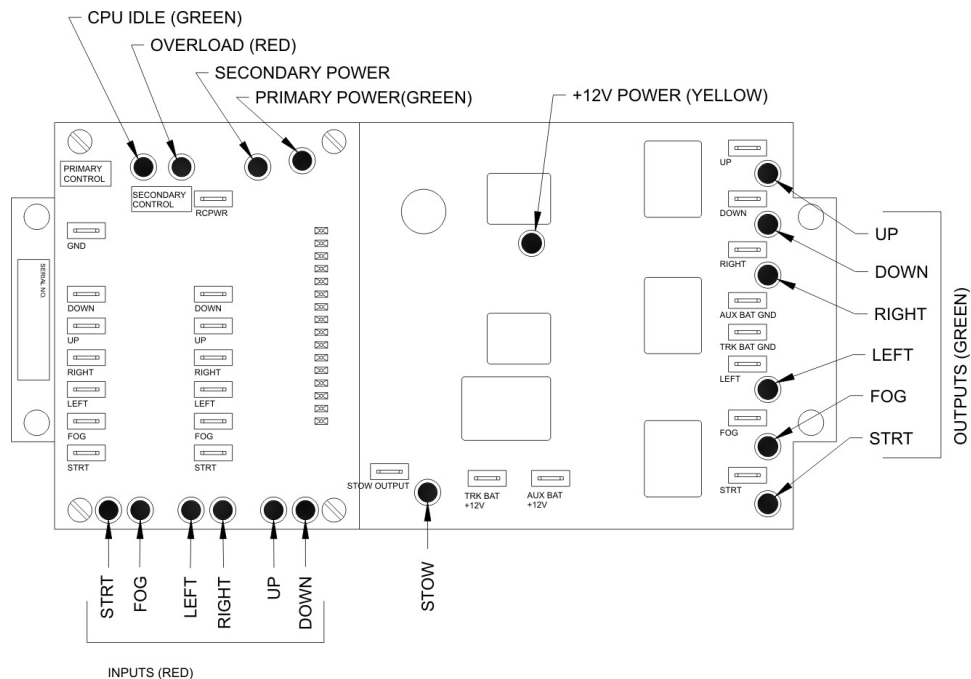 CPU IDLE (GREEN)
OVERLOAD (RED)
SECONDARY POWER
PRIMARY POWER(GREEN)
+12V POWER (YELLOW)
PRIMARY
CONTROL
SECONDARY
CONTROL
RCPWR
GND
SERIAL NO.
DOWN
UP
RIGHT
LEFT
FOG
STRT
DOWN
UP
RIGHT
LEFT
FOG
STRT
STOW OUTPUT
TRK BAT
+12V
AUX BAT
+12V
UP
DOWN
RIGHT
AUX BAT GND
TRK BAT GND
LEFT
FOG
STRT
UP
DOWN
RIGHT
LEFT
FOG
STRT
OUTPUTS (GREEN)
STRT
FOG
LEFT
RIGHT
UP
DOWN
STOW
INPUTS (RED)